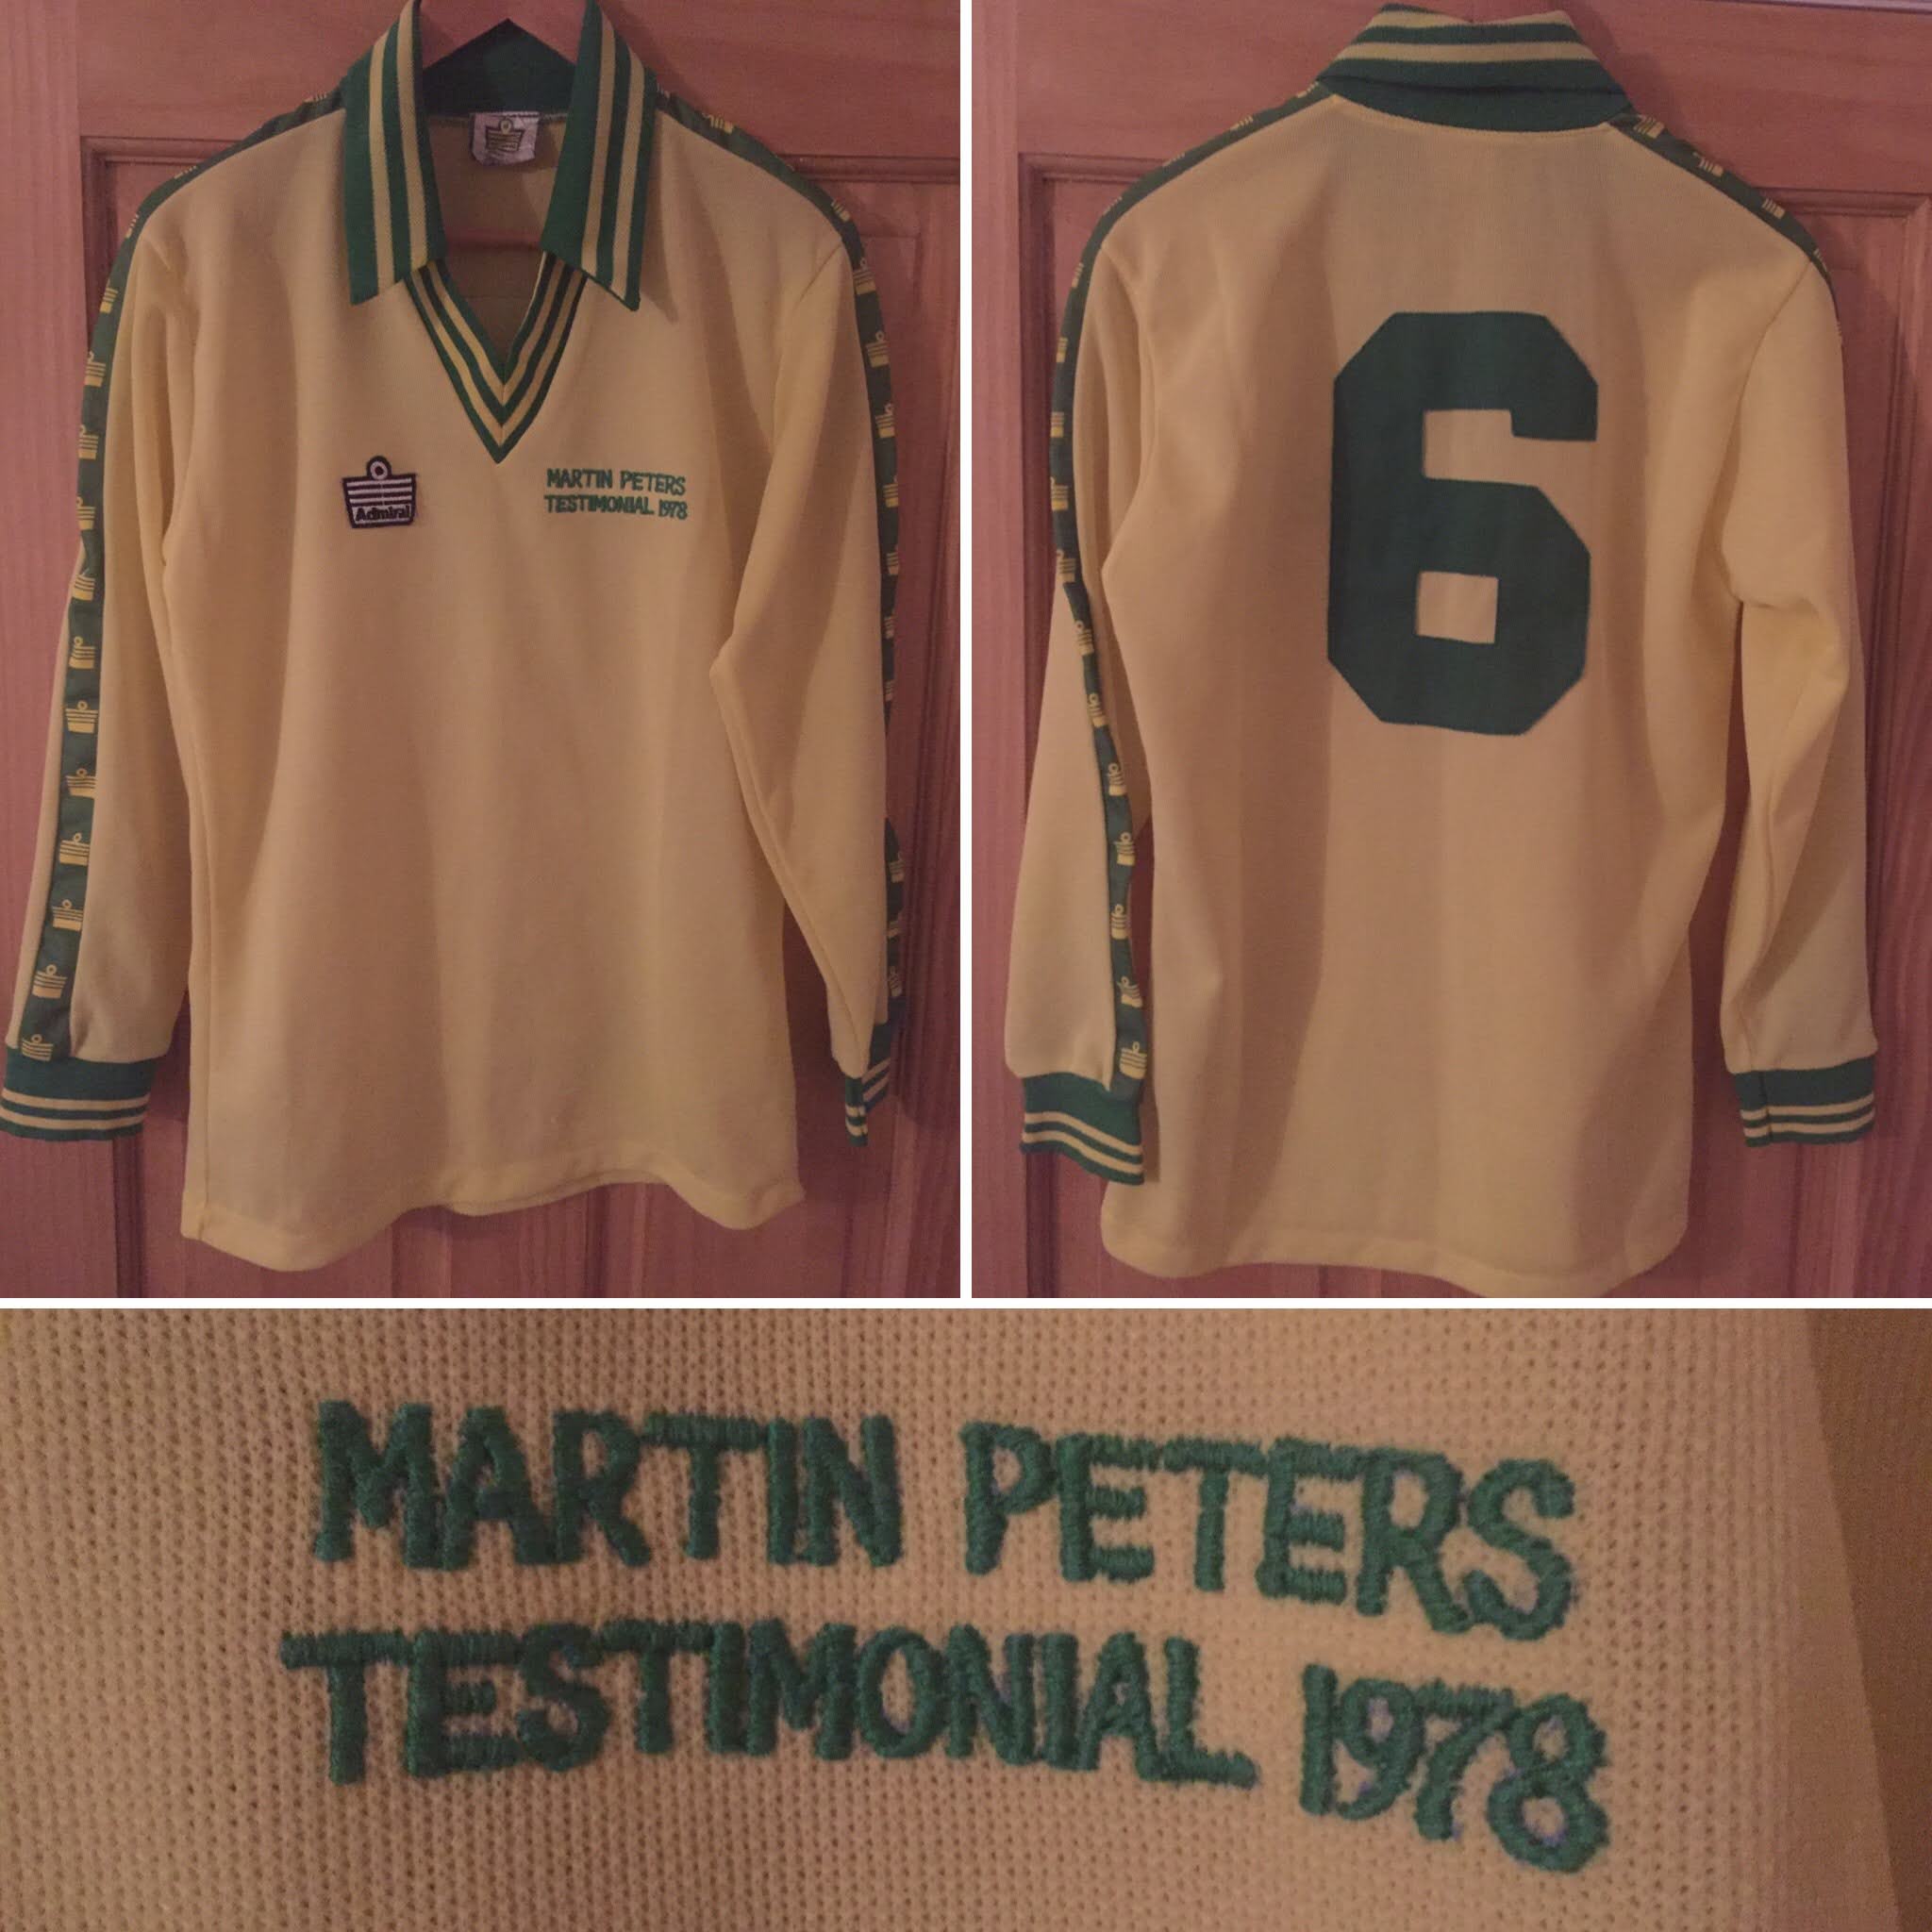 Admiral
MARTIN PETERS
TESTIMONIAL 1978
6
MARTIN PETERS
TESTIMONIAL 1978